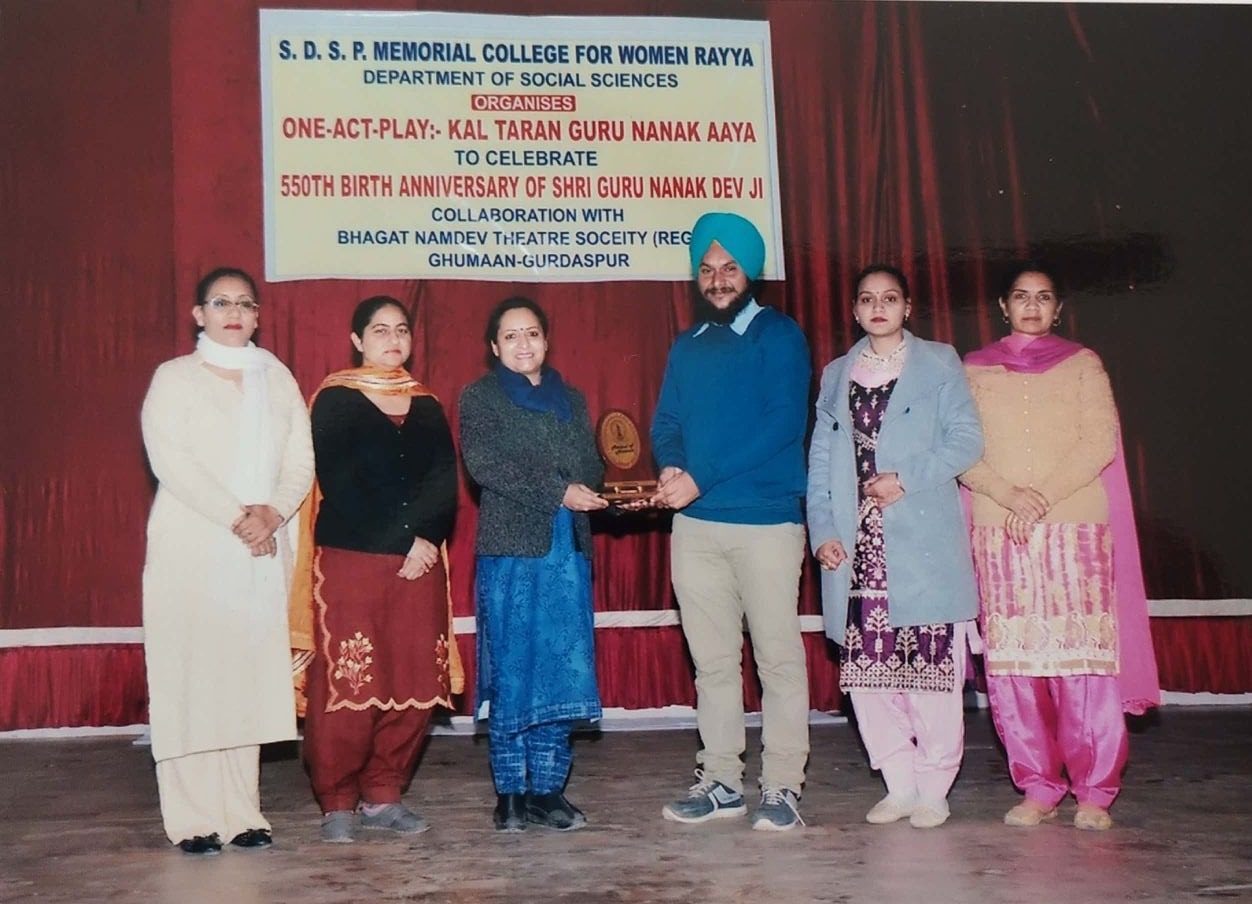 S. D. S. P. MEMORIAL COLLEGE FOR WOMEN RAYYA
DEPARTMENT OF SOCIAL SCIENCES
ORGANISES
ONE-ACT-PLAY:- KAL TARAN GURU NANAK AAYA
TO CELEBRATE
550TH BIRTH ANNIVERSARY OF SHRI GURU NANAK DEV JI
COLLABORATION WITH
BHAGAT NAMDEV THEATRE SOCEITY (REG
GHUMAAN-GURDASPUR